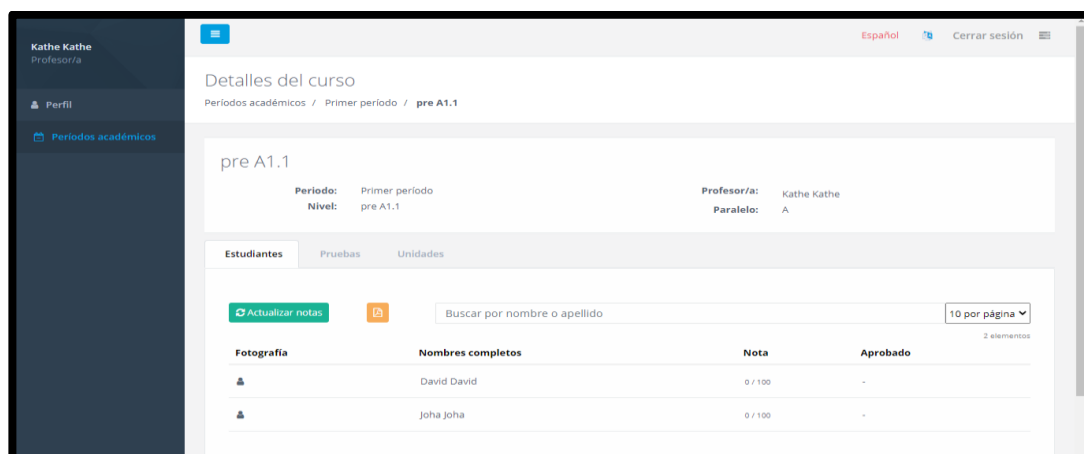 Kathe Kathe
Profesor/a
Perfil
Períodos académicos
Español
Cerrar sesión
Detalles del curso
Períodos académicos / Primer período / pre A1.1
pre A1.1
Periodo: Primer período
Nivel: pre A1.1
Profesor/a: Kathe Kathe
Paralelo: A
Estudiantes Pruebas Unidades
Actualizar notas
Buscar por nombre o apellido
10 por página
2 elementos
Fotografía Nombres completos Nota Aprobado
David David 0 / 100 -
Joha Joha 0 / 100 -